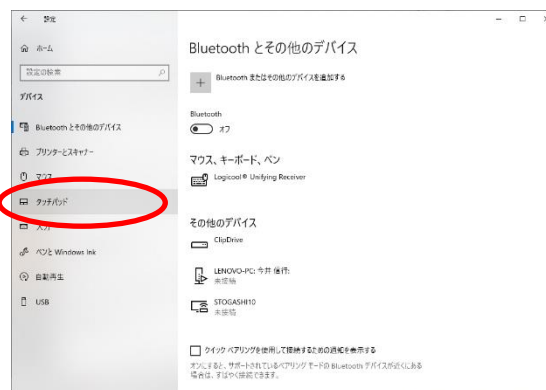 設定
ホーム
設定の検索
デバイス
Bluetooth とその他のデバイス
プリンターとスキャナー
マウス
タッチパッド
入力
ペンと Windows Ink
自動再生
USB
Bluetooth とその他のデバイス
Bluetooth またはその他のデバイスを追加する
Bluetooth
オフ
マウス、キーボード、ペン
Logicool® Unifying Receiver
その他のデバイス
ClipDrive
LENOVO-PC: 今井 信行:
未接続
STOGASHI10
未接続
クイック ペアリングを使用して接続するための通知を表示する
オンにすると、サポートされているペアリング モードの Bluetooth デバイスが近くにある
場合は、すばやく接続できます。